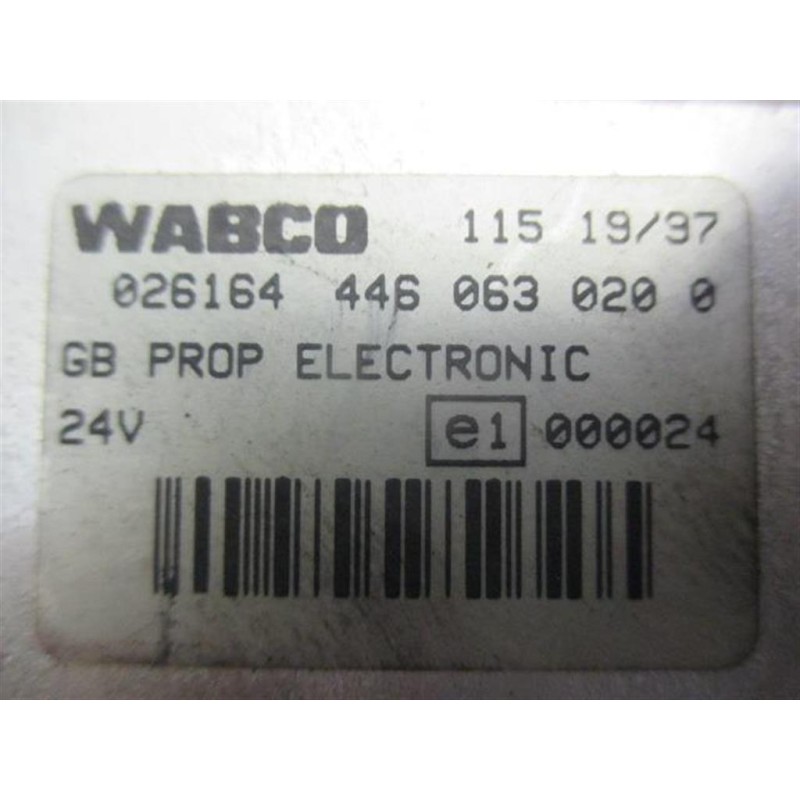 WABCO 115 19/97
026164 446 063 020 0
GB PROP ELECTRONIC
24V e1 000024